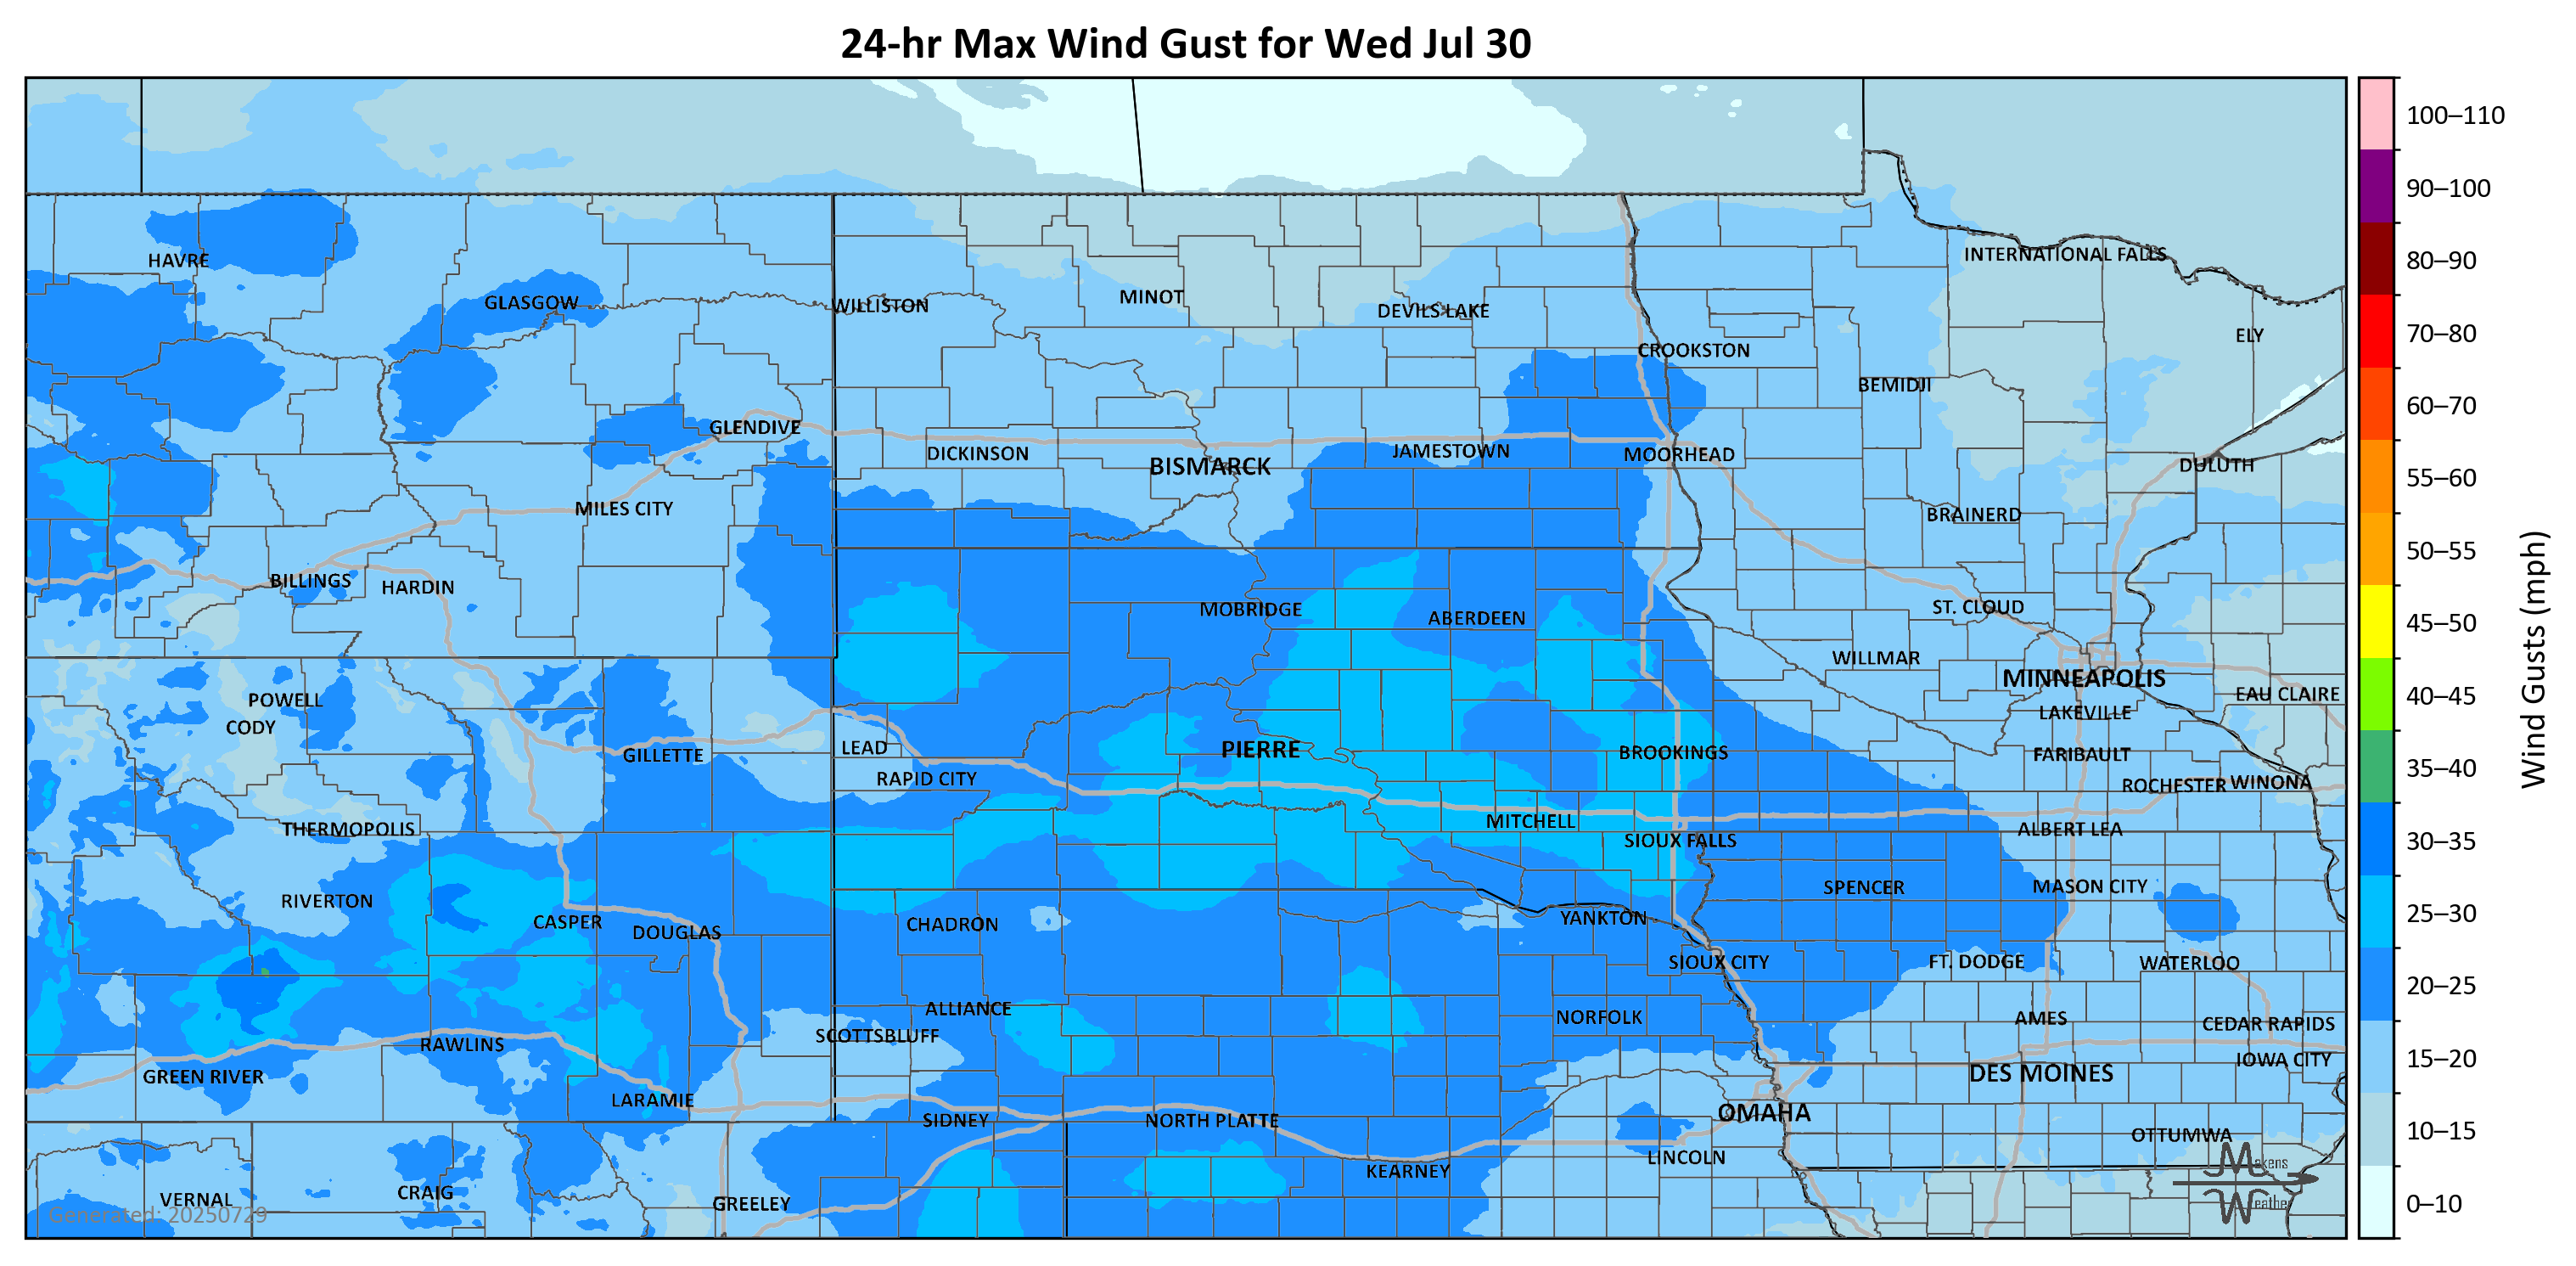 24-hr Max Wind Gust for Wed Jul 30
100–110
90–100
80–90
70–80
60–70
55–60
50–55
45–50
40–45
35–40
30–35
25–30
20–25
15–20
10–15
0–10
Wind Gusts (mph)
HAVRE
GLASGOW
WILLISTON
MINOT
DEVILS LAKE
INTERNATIONAL FALLS
ELY
CROOKSTON
BEMIDJI
GLENDIVE
DICKINSON
BISMARCK
JAMESTOWN
MOORHEAD
DULUTH
MILES CITY
BRAINERD
BILLINGS
HARDIN
MOBRIDGE
ABERDEEN
ST. CLOUD
WILLMAR
MINNEAPOLIS
EAU CLAIRE
POWELL
CODY
LAKEVILLE
GILLETTE
LEAD
PIERRE
BROOKINGS
FARIBAULT
RAPID CITY
ROCHESTER
WINONA
THERMOPOLIS
MITCHELL
SIOUX FALLS
ALBERT LEA
RIVERTON
CASPER
DOUGLAS
CHADRON
YANKTON
SPENCER
MASON CITY
SIOUX CITY
FT. DODGE
WATERLOO
ALLIANCE
SCOTTSBLUFF
NORFOLK
AMES
CEDAR RAPIDS
RAWLINS
IOWA CITY
GREEN RIVER
DES MOINES
LARAMIE
SIDNEY
NORTH PLATTE
OMAHA
OTTUMWA
KEARNEY
LINCOLN
VERNAL
CRAIG
GREELEY
Generated: 20250729
Makens
Weather